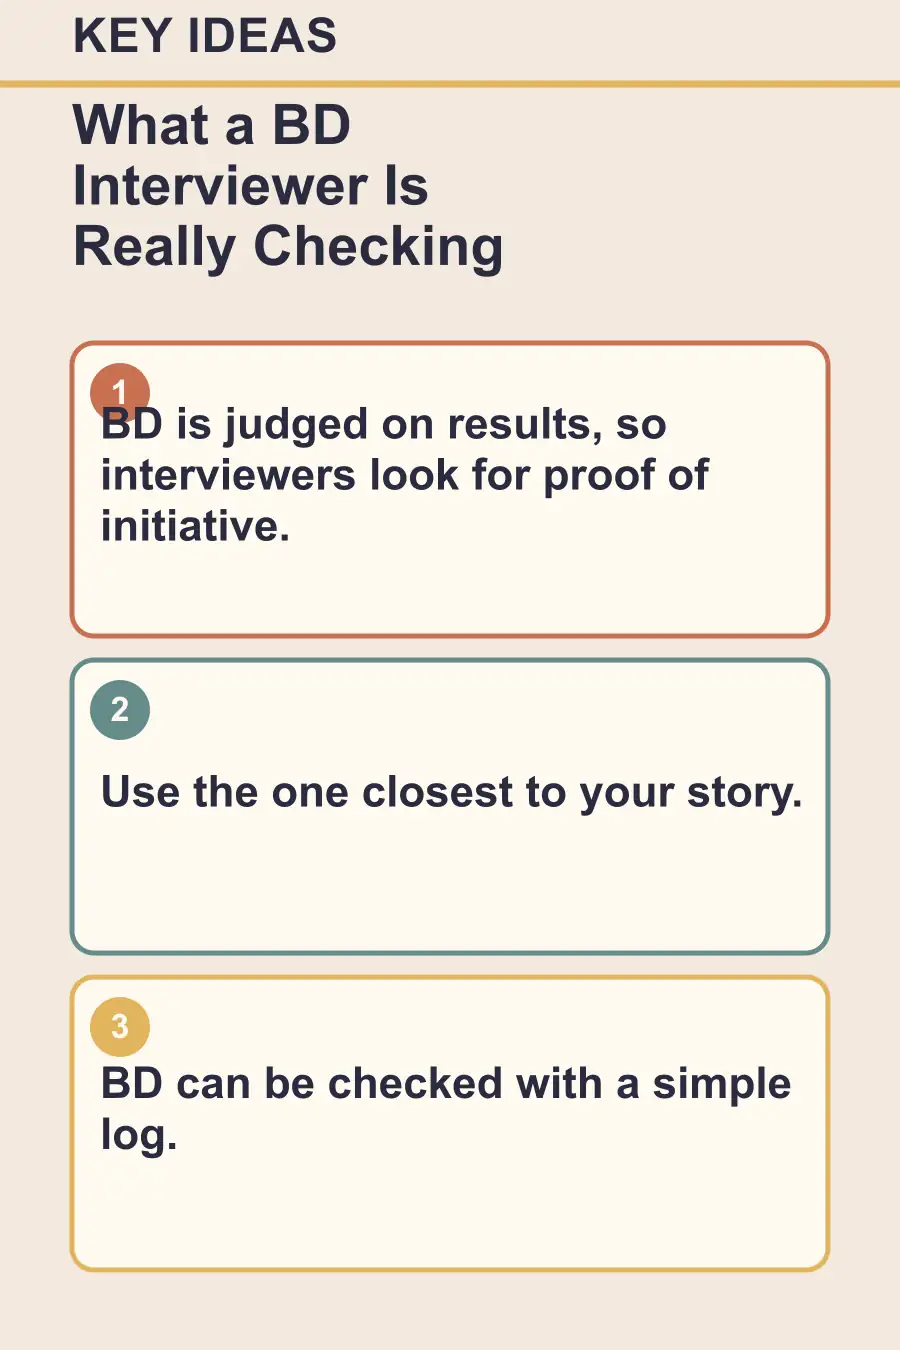 KEY IDEAS
What a BD
Interviewer Is
Really Checking
1
BD is judged on results, so
interviewers look for proof of
initiative.
2
Use the one closest to your story.
3
BD can be checked with a simple
log.